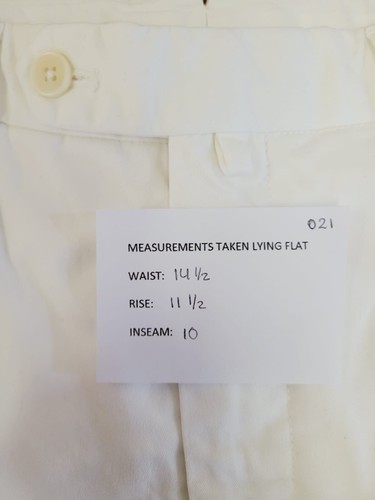 021
MEASUREMENTS TAKEN LYING FLAT
WAIST: 14 1/2
RISE: 11 1/2
INSEAM: 10